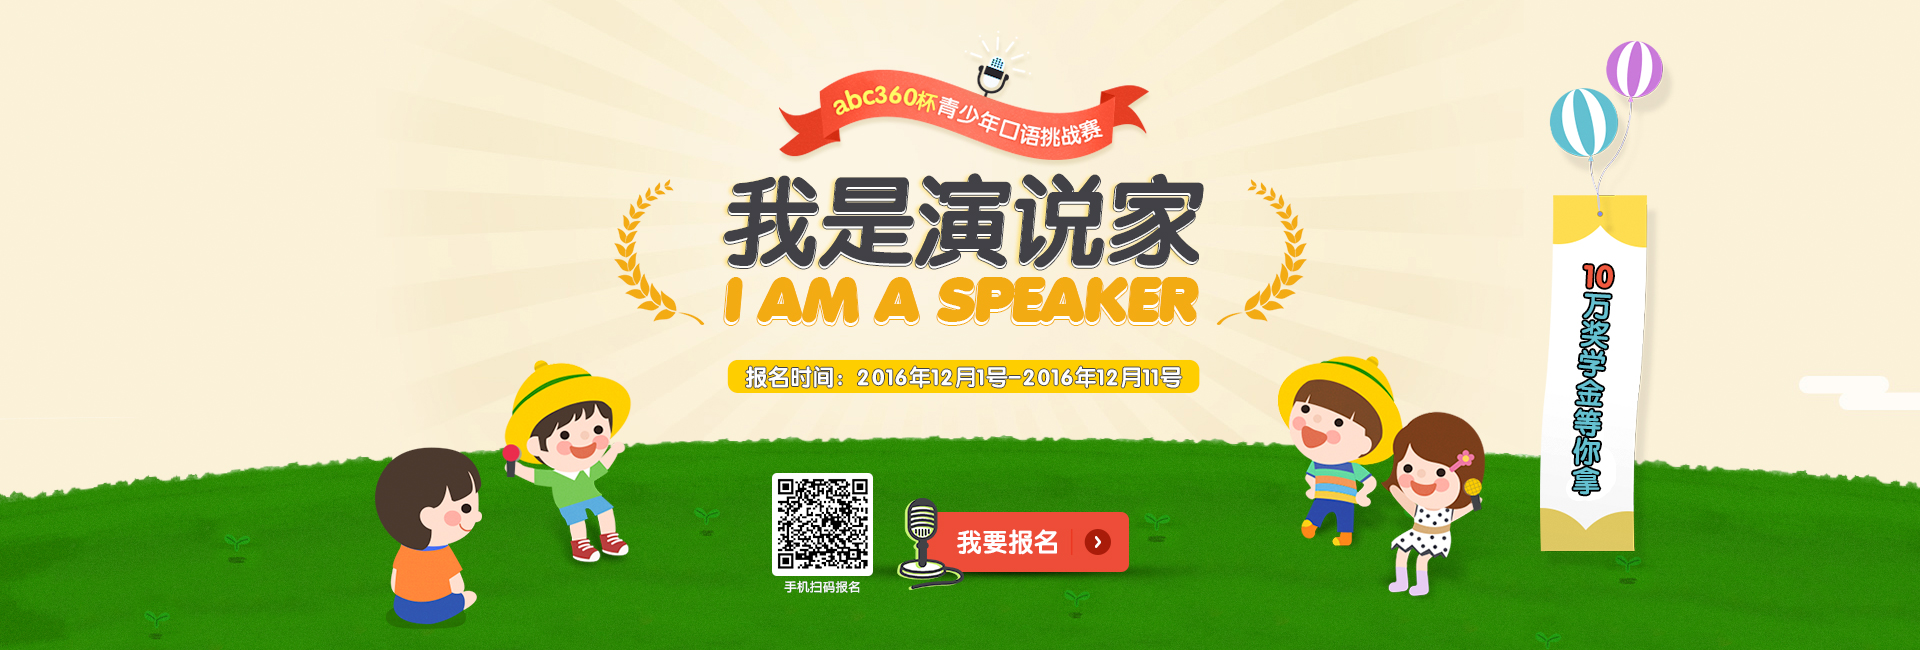 abc360杯青少年口语挑战赛
我是演说家
I AM A SPEAKER
报名时间：2016年12月1号-2016年12月11号
10万奖学金等你拿
我要报名
手机扫码报名